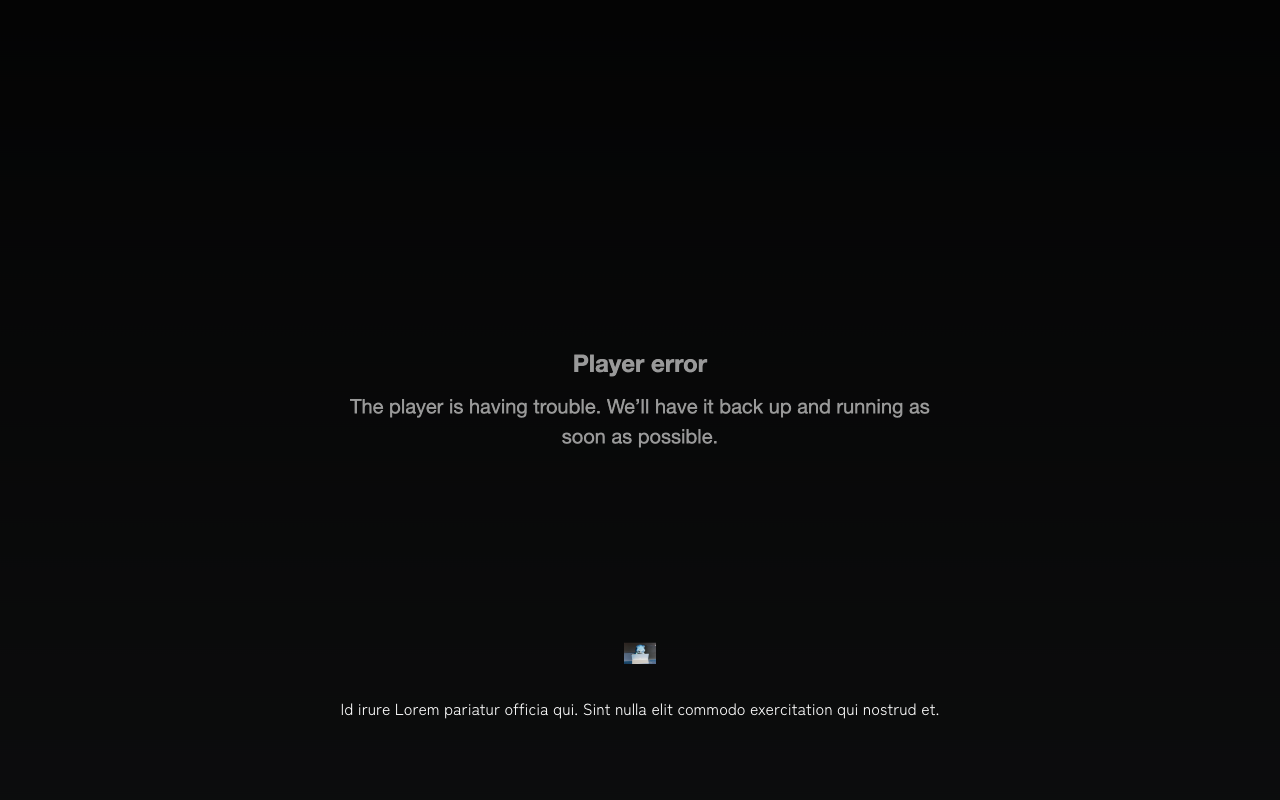 Player error
The player is having trouble. We’ll have it back up and running as
soon as possible.
Id irure Lorem pariatur officia qui. Sint nulla elit commodo exercitation qui nostrud et.